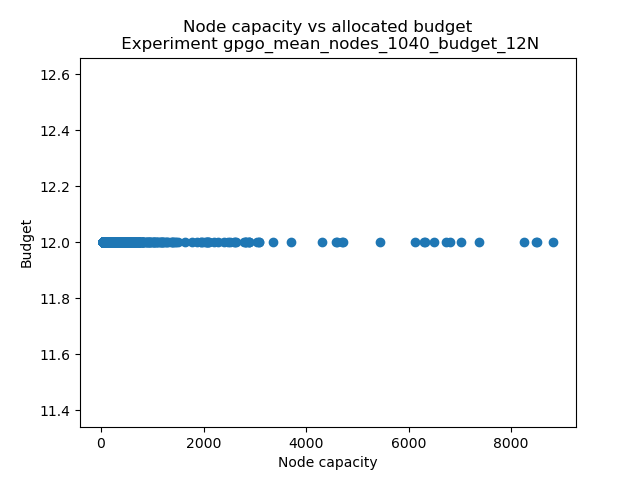 Node capacity vs allocated budget
Experiment gpgo_mean_nodes_1040_budget_12N
12.6
12.4
12.2
12.0
11.8
11.6
11.4
Budget
0 2000 4000 6000 8000
Node capacity